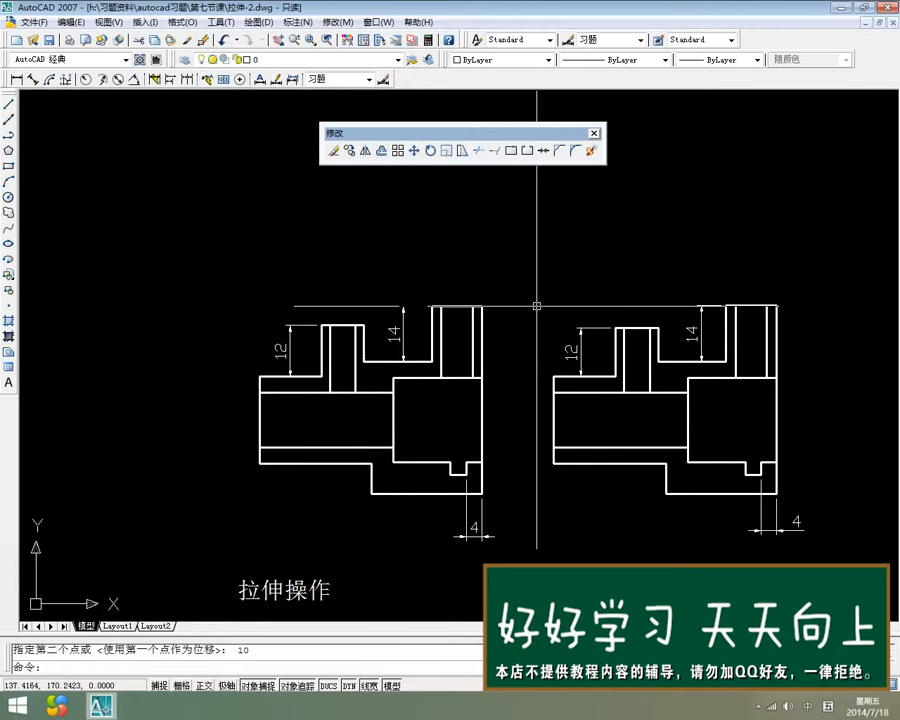 AutoCAD 2007 - [h:\习题资料\autocad习题\第七节课\拉伸-2.dwg - 只读]
文件(F) 编辑(E) 视图(V) 插入(I) 格式(O) 工具(T) 绘图(D) 标注(N) 修改(M) 窗口(W) 帮助(H)
Standard 习题 Standard
AutoCAD 经典 0 ByLayer ByLayer ByLayer 随颜色
习题
修改
12 14 12 14
4 4
Y
X
拉伸操作
模型 Layout1 Layout2
好好学习 天天向上
本店不提供教程内容的辅导，请勿加QQ好友，一律拒绝。
指定第二个点或 <使用第一个点作为位移>: 10
命令:
137.4164, 170.2423, 0.0000 捕捉 栅格 正交 极轴 对象捕捉 对象追踪 DUCS DYN 线宽 模型
中
星期五
2014/7/18